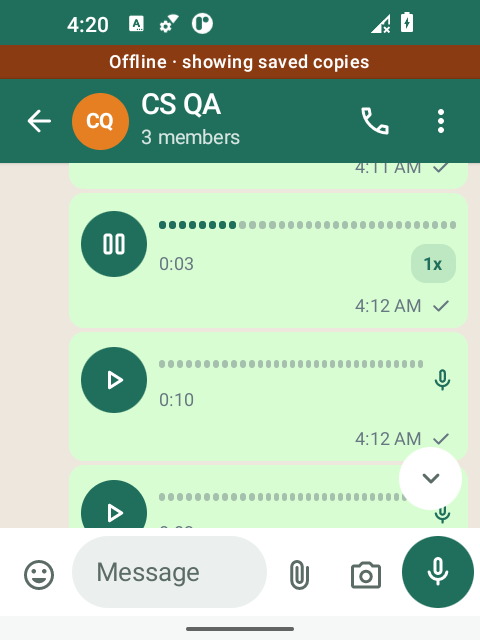 4:20
Offline · showing saved copies
CQ
CS QA
3 members
4:11 AM
0:03
1x
4:12 AM
0:10
4:12 AM
Message